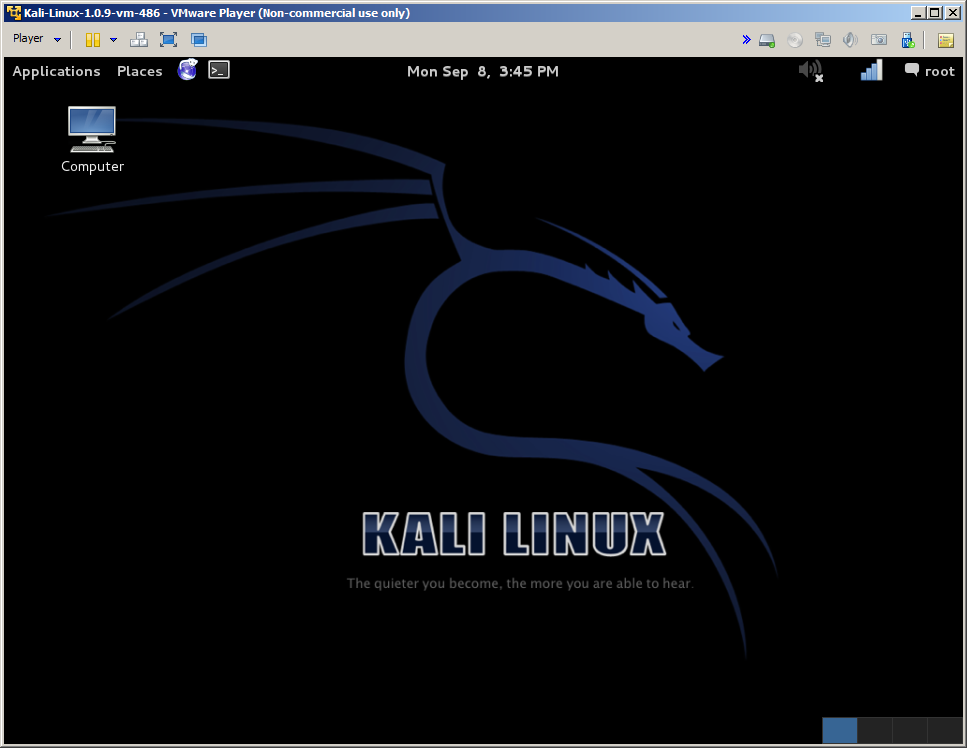 Kali-Linux-1.0.9-vm-486 - VMware Player (Non-commercial use only)
Player
Applications Places Mon Sep 8, 3:45 PM root
Computer
KALI LINUX
The quieter you become, the more you are able to hear.